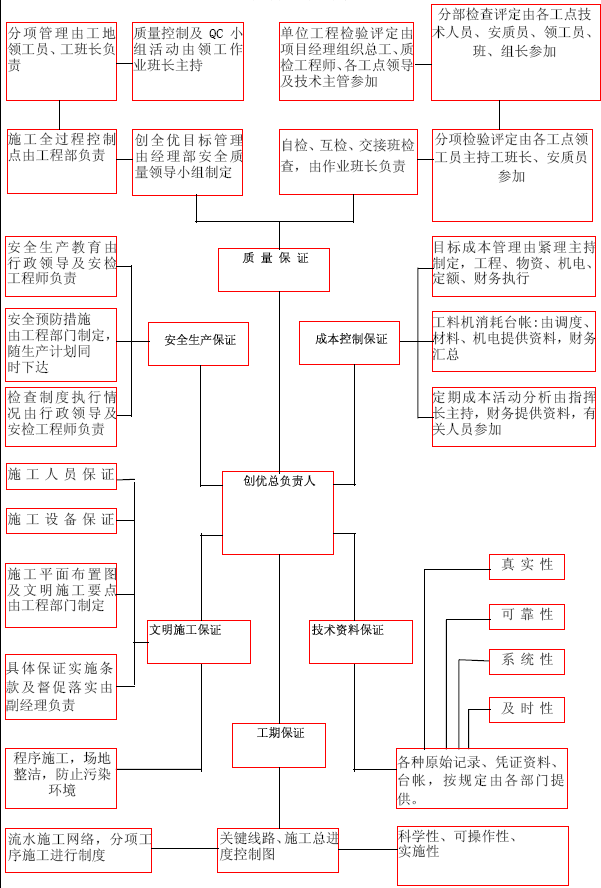 分项管理由工地
领工员、工班长负
责
质量控制及 QC 小
组活动由领工作
业班长主持
单位工程检验评定由
项目经理组织总工、质
检工程师、各工点领导
及技术主管参加
分部检查评定由各工点技
术人员、安质员、领工员、
班、组长参加
施工全过程控制
点由工程部负责
创全优目标管理
由经理部安全质
量领导小组制定
自检、互检、交接班检
查，由作业班长负责
分项检验评定由各工点领
工员主持工班长、安质员
参加
质 量 保 证
安全生产教育由
行政领导及安检
工程师负责
安全预防措施
由工程部门制定，
随生产计划同
时下达
检查制度执行情
况由行政领导及
安检工程师负责
安全生产保证
成本控制保证
目标成本管理由紧理主持
制定，工程、物资、机电、
定额、财务执行
工料机消耗台帐：由调度、
材料、机电提供资料，财务
汇总
定期成本活动分析由指挥
长主持，财务提供资料，有
关人员参加
创优总负责人
施工人员保证
施工设备保证
施工平面布置图
及文明施工要点
由工程部门制定
具体保证实施条
款及督促落实由
副经理负责
程序施工，场地
整洁，防止污染
环境
文明施工保证
技术资料保证
真 实 性
可 靠 性
系 统 性
及 时 性
各种原始记录、凭证资料、
台帐，按规定由各部门提
供。
工期保证
流水施工网络，分项工
序施工进行制度
关键线路、施工总进
度控制图
科学性、可操作性、
实施性